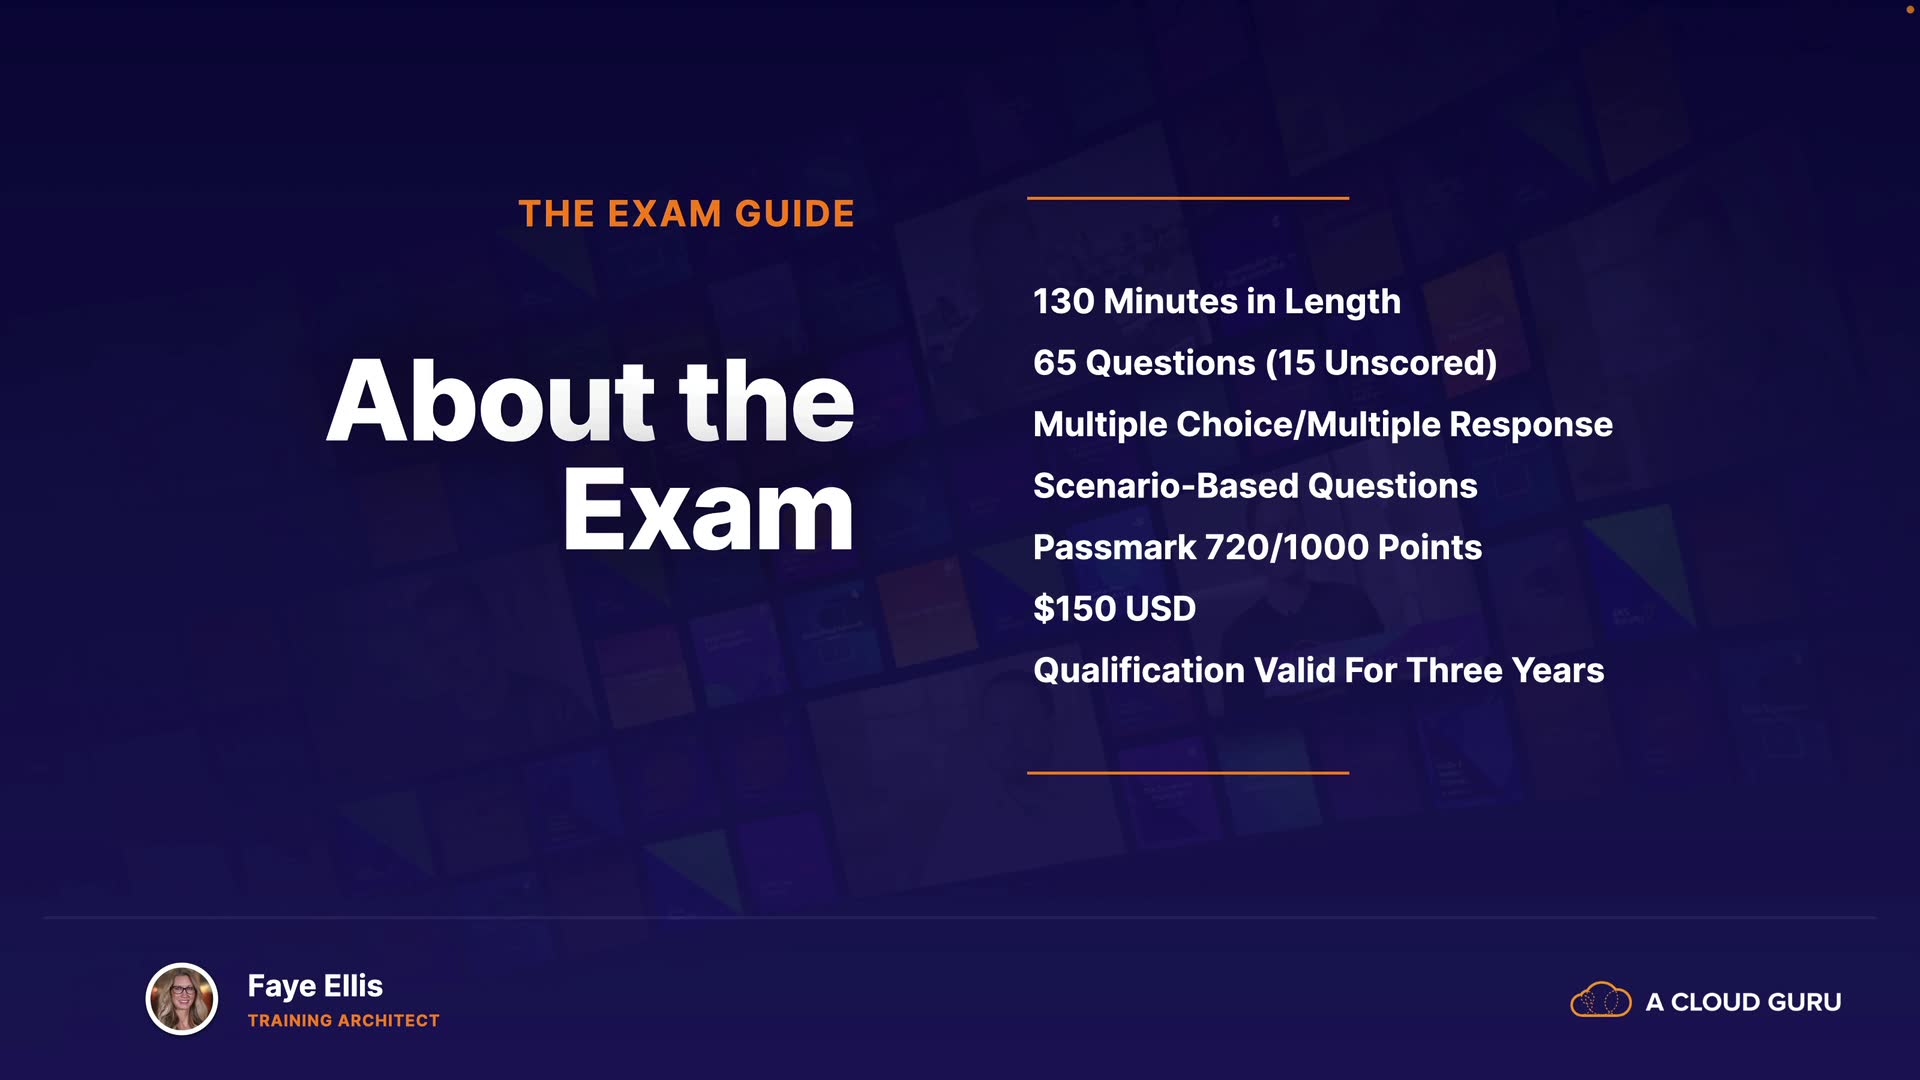 THE EXAM GUIDE
About the
Exam
130 Minutes in Length
65 Questions (15 Unscored)
Multiple Choice/Multiple Response
Scenario-Based Questions
Passmark 720/1000 Points
$150 USD
Qualification Valid For Three Years
Faye Ellis
TRAINING ARCHITECT
A CLOUD GURU